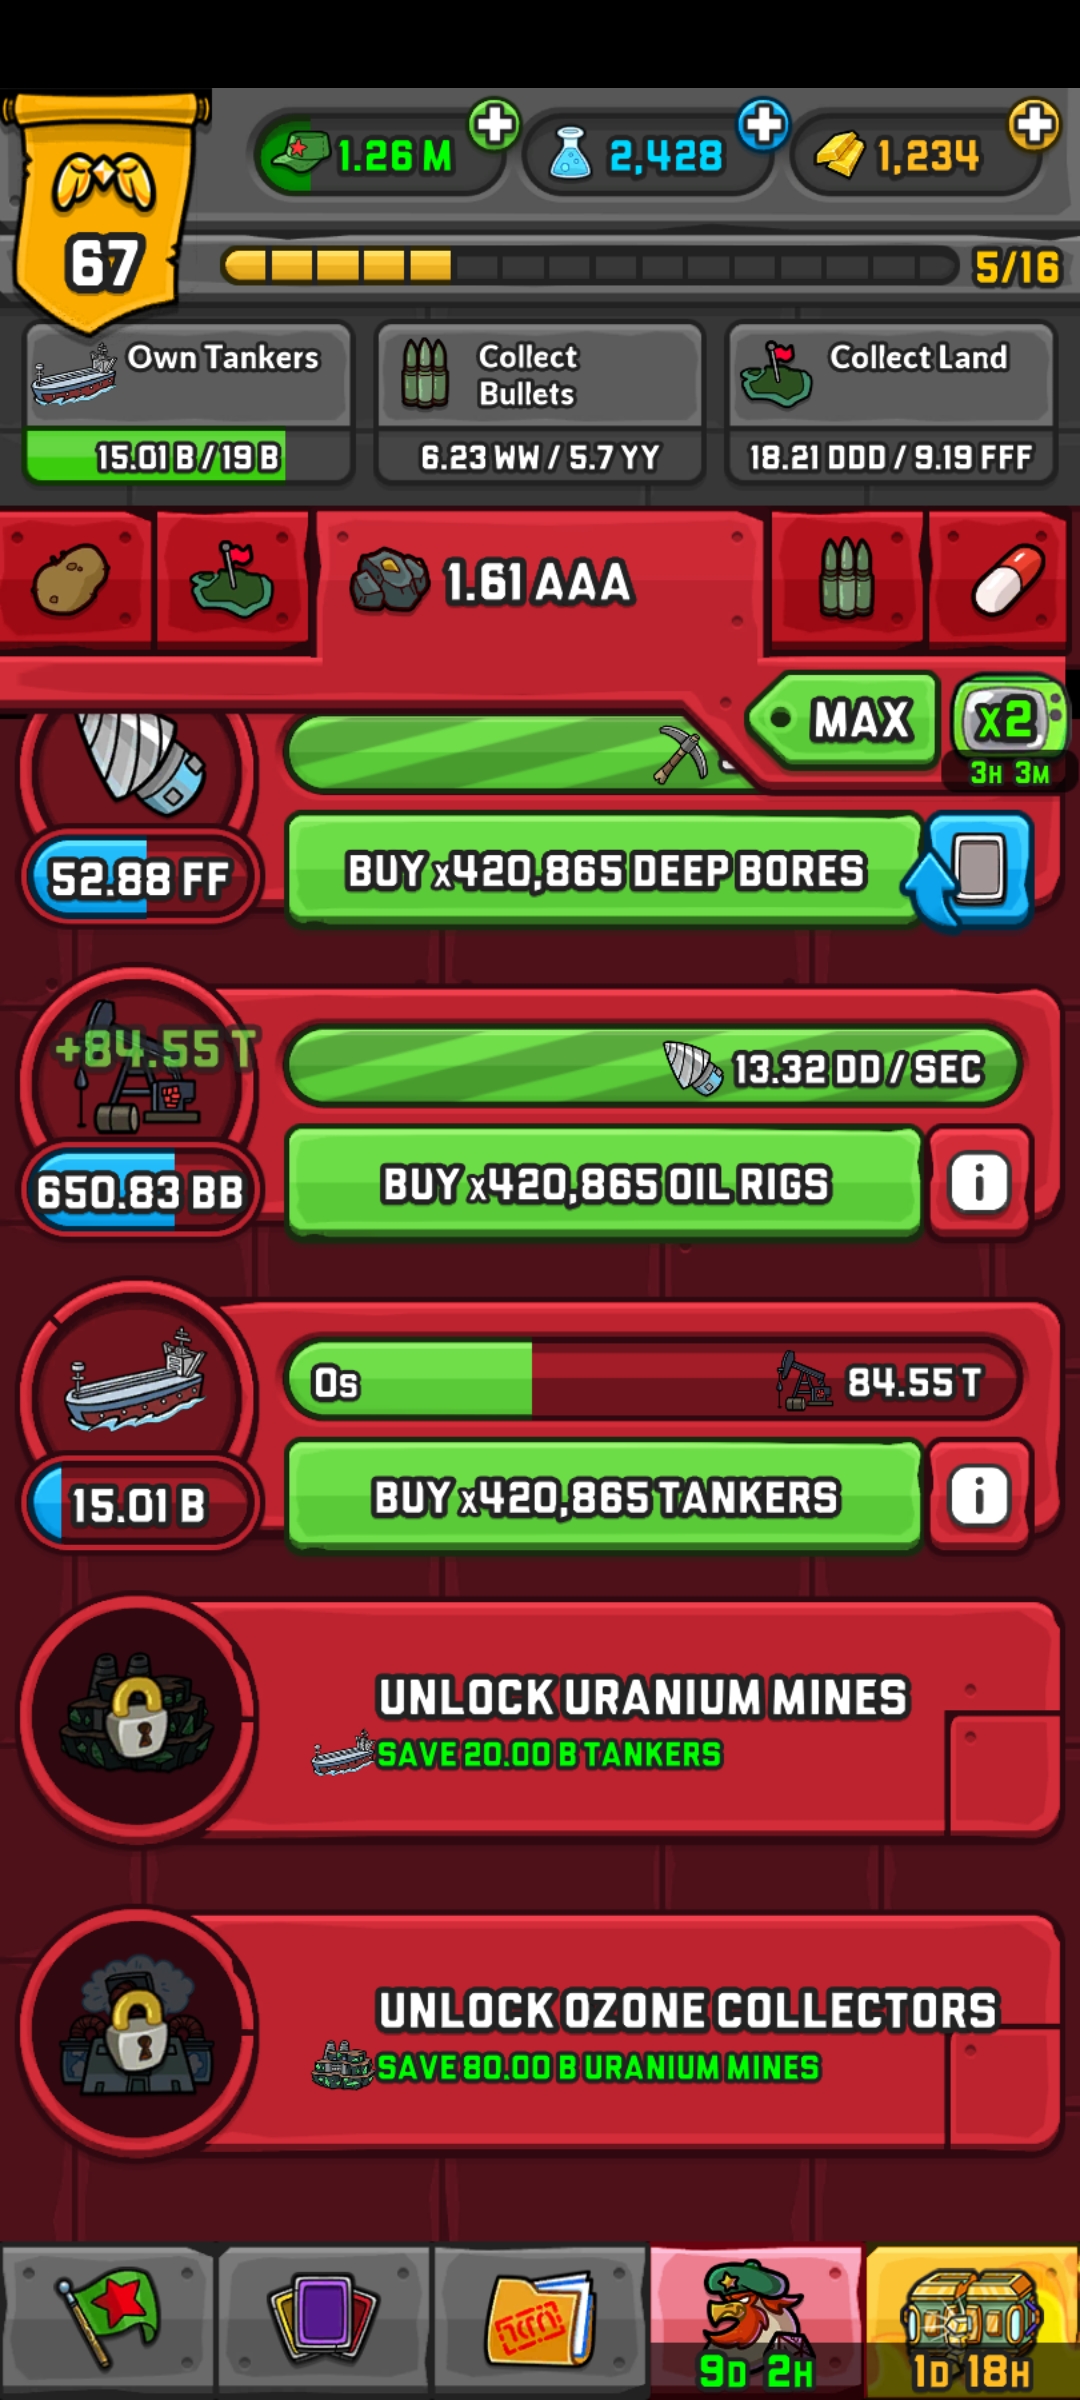 67
1.26 M
2,428
1,234
5/16
Own Tankers
15.01 B / 19 B
Collect
Bullets
6.23 WW / 5.7 YY
Collect Land
18.21 DDD / 9.19 FFF
1.61 AAA
MAX
x2
3H 3M
52.88 FF
BUY x420,865 DEEP BORES
+84.55 T
13.32 DD / SEC
650.83 BB
BUY x420,865 OIL RIGS
i
0s
84.55 T
15.01 B
BUY x420,865 TANKERS
i
UNLOCK URANIUM MINES
SAVE 20.00 B TANKERS
UNLOCK OZONE COLLECTORS
SAVE 80.00 B URANIUM MINES
9D 2H
1D 18H